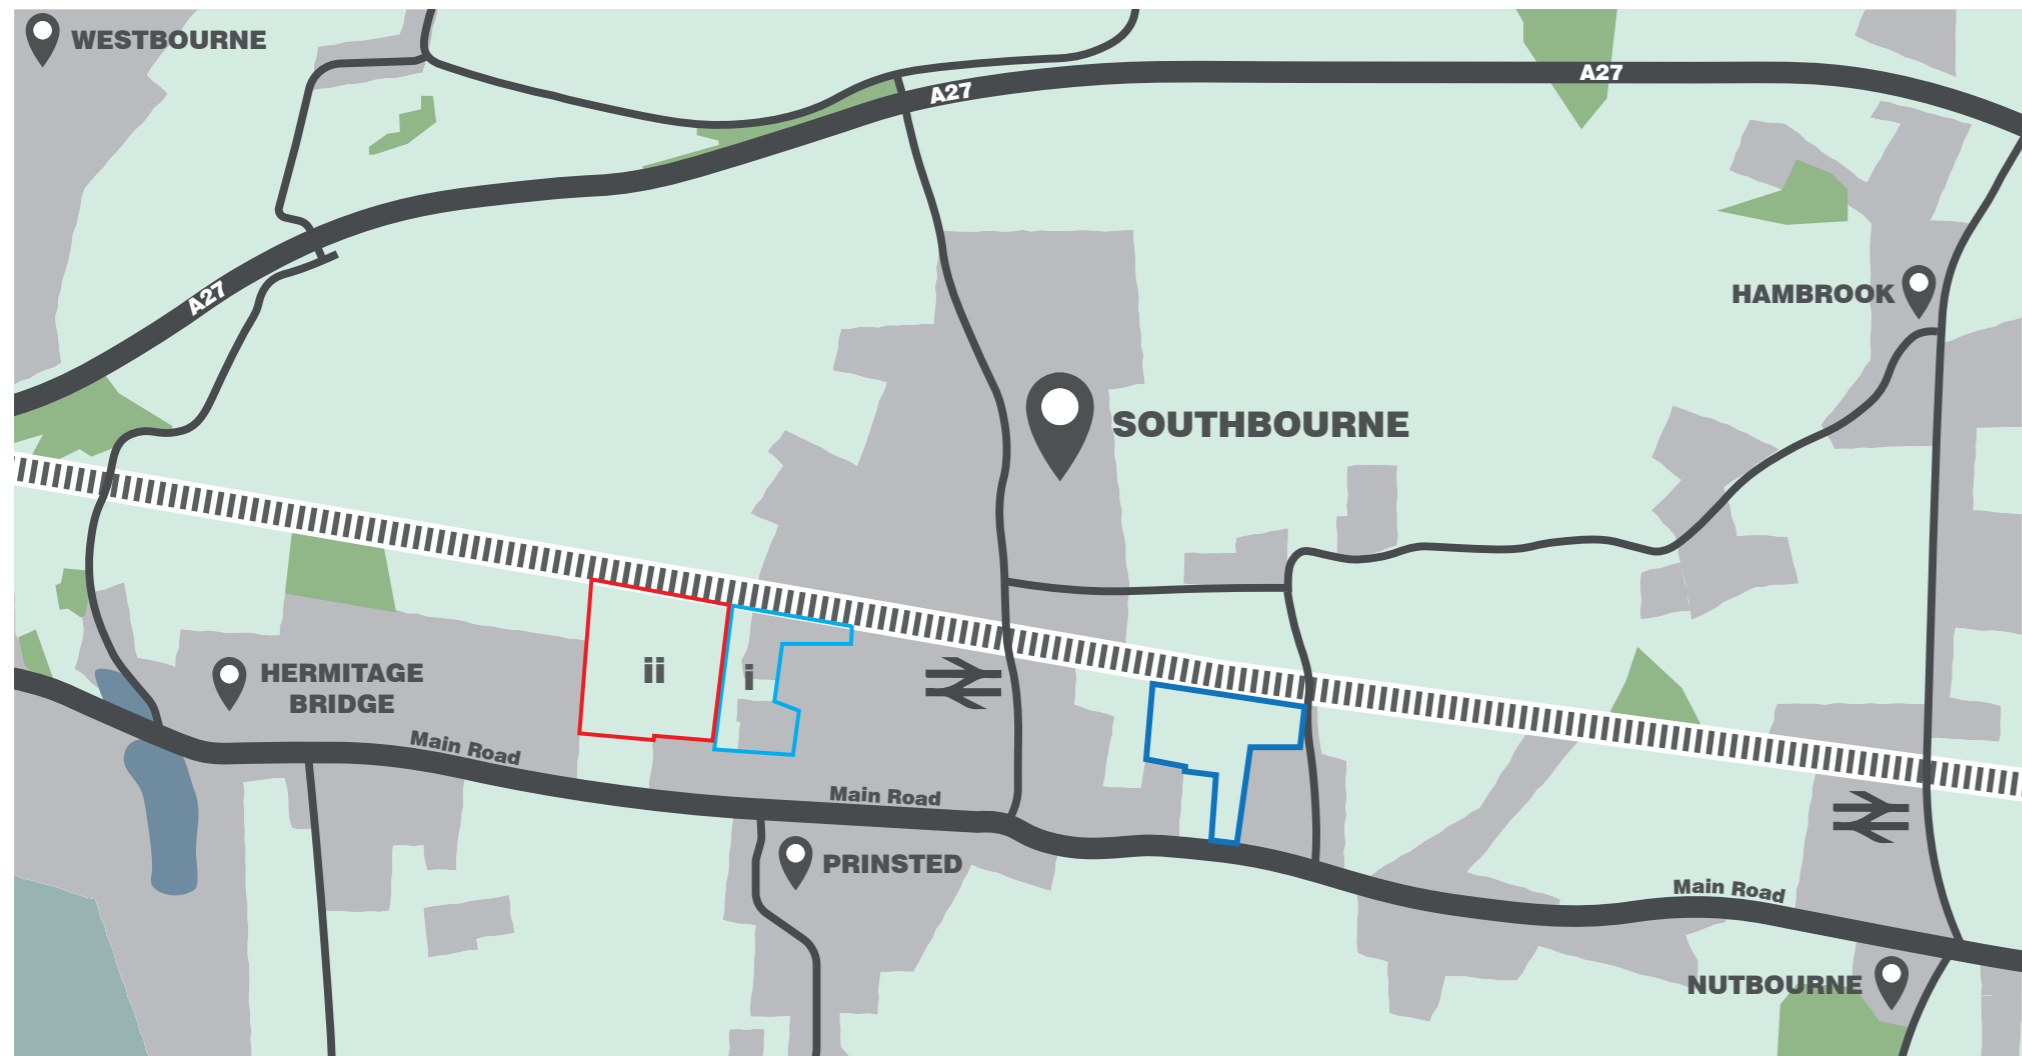 WESTBOURNE
A27
A27
A27
HAMBROOK
SOUTHBOURNE
HERMITAGE
BRIDGE
ii
i
Main Road
Main Road
PRINSTED
Main Road
NUTBOURNE